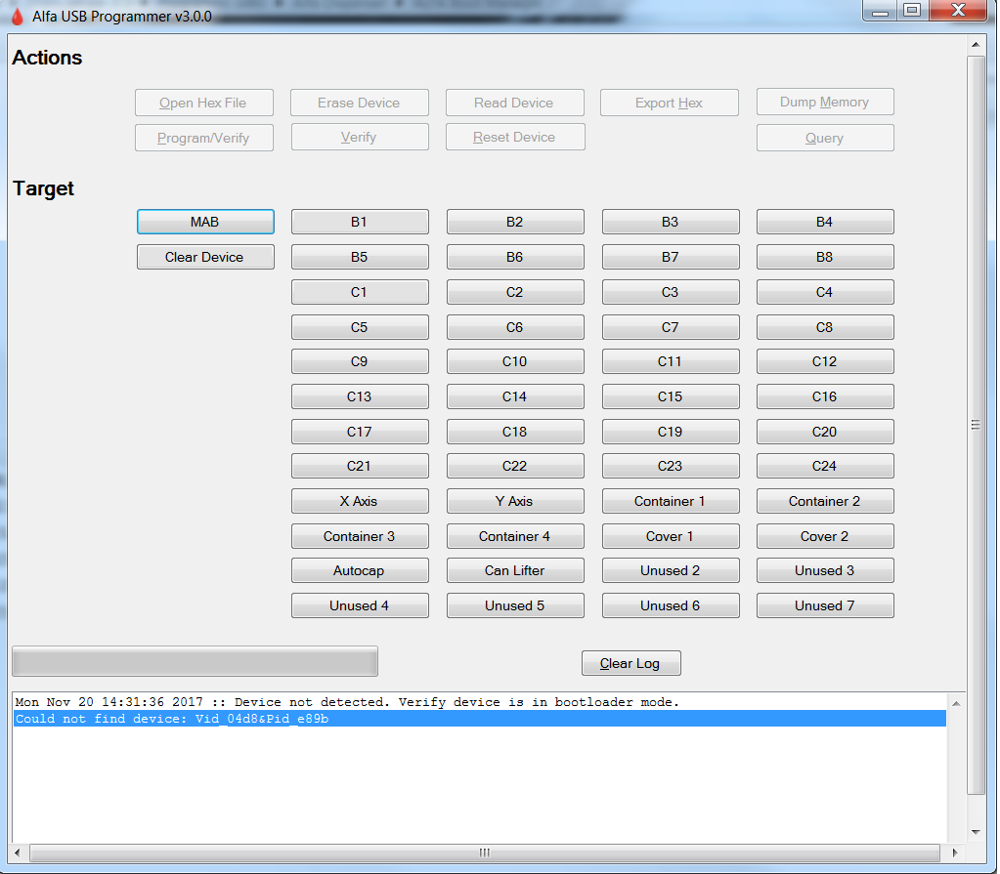 Alfa USB Programmer v3.0.0
Actions
Open Hex File Erase Device Read Device Export Hex Dump Memory
Program/Verify Verify Reset Device Query
Target
MAB B1 B2 B3 B4
Clear Device B5 B6 B7 B8
C1 C2 C3 C4
C5 C6 C7 C8
C9 C10 C11 C12
C13 C14 C15 C16
C17 C18 C19 C20
C21 C22 C23 C24
X Axis Y Axis Container 1 Container 2
Container 3 Container 4 Cover 1 Cover 2
Autocap Can Lifter Unused 2 Unused 3
Unused 4 Unused 5 Unused 6 Unused 7
Clear Log
Mon Nov 20 14:31:36 2017 :: Device not detected. Verify device is in bootloader mode.
Could not find device: Vid_04d8&Pid_e89b